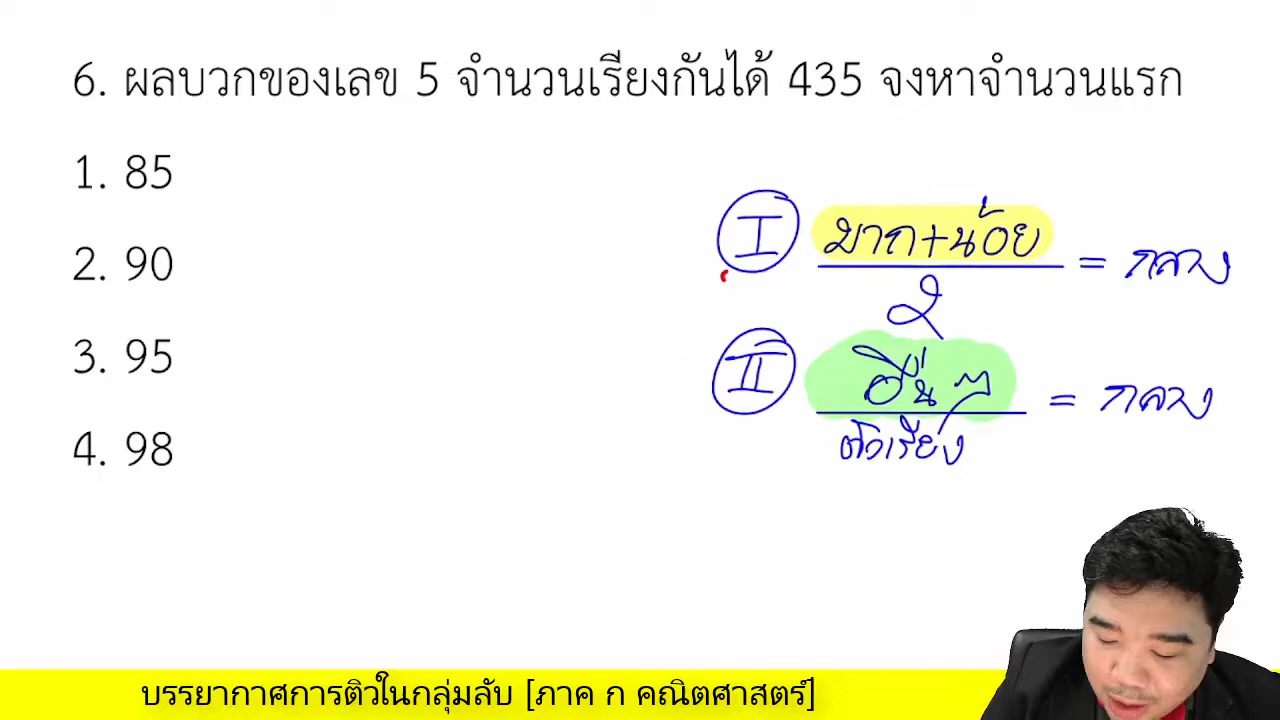 6. ผลบวกของเลข 5 จำนวนเรียงกันได้ 435 จงหาจำนวนแรก
1. 85
2. 90
3. 95
4. 98
I มาก+น้อย = กลาง
2
II อื่น ๆ = กลาง
ตัวเรียง
บรรยากาศการติวในกลุ่มลับ [ภาค ก คณิตศาสตร์]